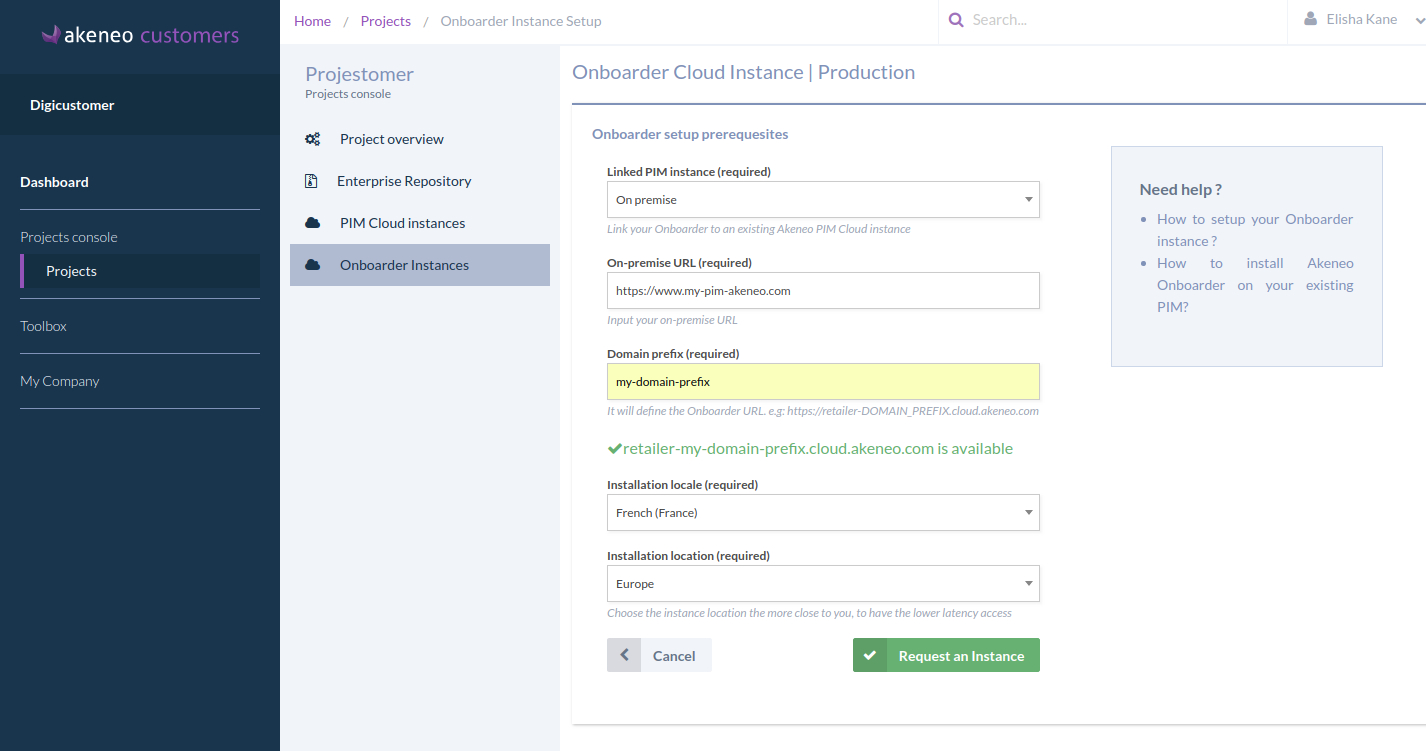 akeneo customers
Digicustomer
Dashboard
Projects console
Projects
Toolbox
My Company
Home / Projects / Onboarder Instance Setup
Search...
Elisha Kane
Projestomer
Projects console
Project overview
Enterprise Repository
PIM Cloud instances
Onboarder Instances
Onboarder Cloud Instance | Production
Onboarder setup prerequesites
Linked PIM instance (required)
On premise
Link your Onboarder to an existing Akeneo PIM Cloud instance
On-premise URL (required)
https://www.my-pim-akeneo.com
Input your on-premise URL
Domain prefix (required)
my-domain-prefix
It will define the Onboarder URL. e.g: https://retailer-DOMAIN_PREFIX.cloud.akeneo.com
retailer-my-domain-prefix.cloud.akeneo.com is available
Installation locale (required)
French (France)
Installation location (required)
Europe
Choose the instance location the more close to you, to have the lower latency access
Cancel
Request an Instance
Need help ?
How to setup your Onboarder
instance ?
How to install Akeneo
Onboarder on your existing
PIM?